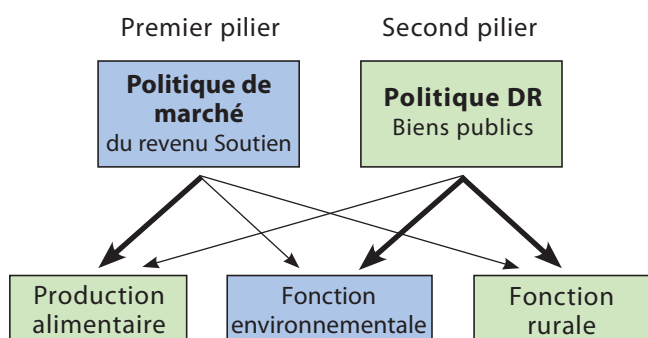 Premier pilier
Second pilier
Politique de
marché
du revenu Soutien
Politique DR
Biens publics
Production
alimentaire
Fonction
environnementale
Fonction
rurale